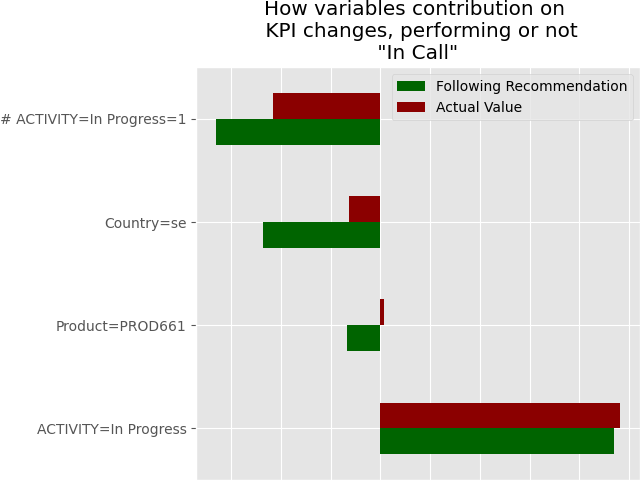 How variables contribution on
KPI changes, performing or not
"In Call"
Following Recommendation
Actual Value
# ACTIVITY=In Progress=1
Country=se
Product=PROD661
ACTIVITY=In Progress